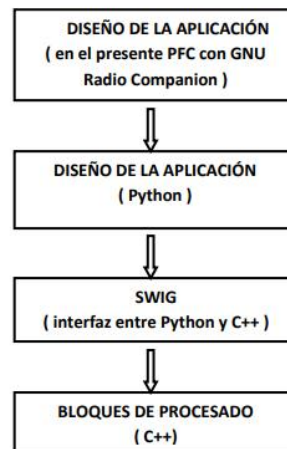 DISEÑO DE LA APLICACIÓN
( en el presente PFC con GNU
Radio Companion )
DISEÑO DE LA APLICACIÓN
( Python )
SWIG
( interfaz entre Python y C++ )
BLOQUES DE PROCESADO
( C++)